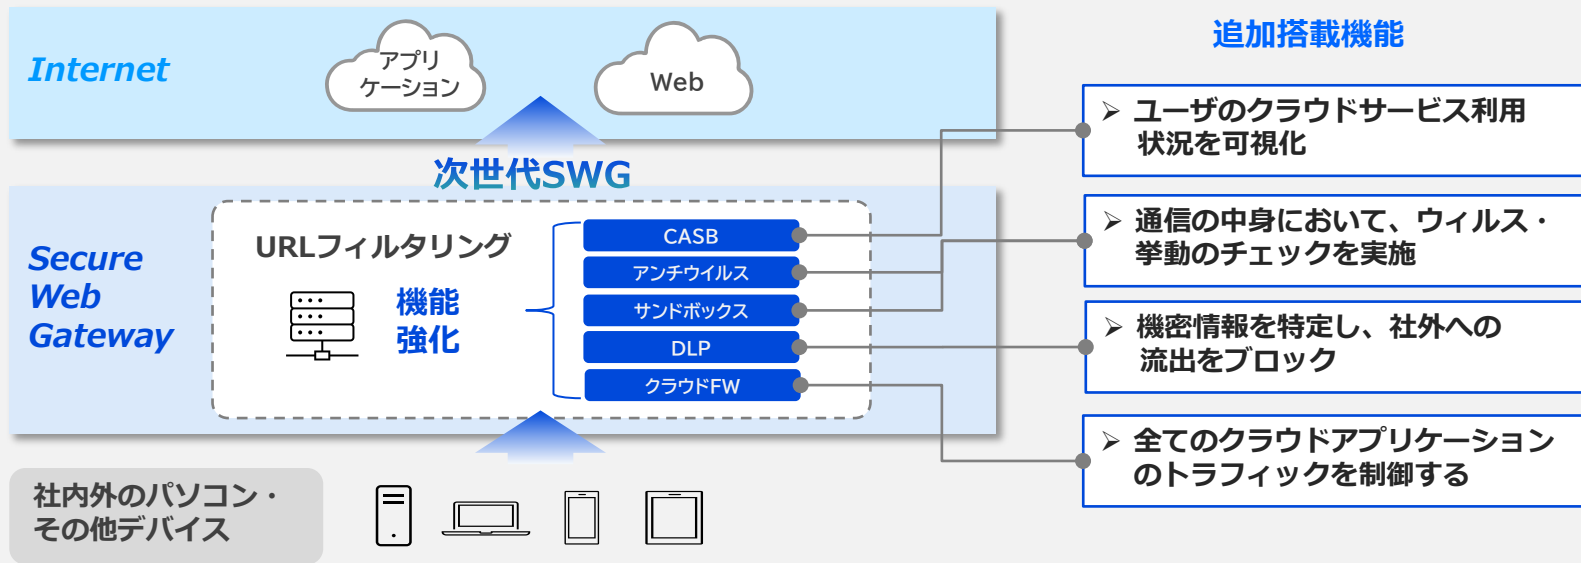 追加搭載機能
Internet
アプリ
ケーション
Web
次世代SWG
Secure
Web
Gateway
URLフィルタリング
機能
強化
CASB
アンチウイルス
サンドボックス
DLP
クラウドFW
➢ ユーザのクラウドサービス利用
状況を可視化
➢ 通信の中身において、ウィルス・
挙動のチェックを実施
➢ 機密情報を特定し、社外への
流出をブロック
➢ 全てのクラウドアプリケーション
のトラフィックを制御する
社内外のパソコン・
その他デバイス